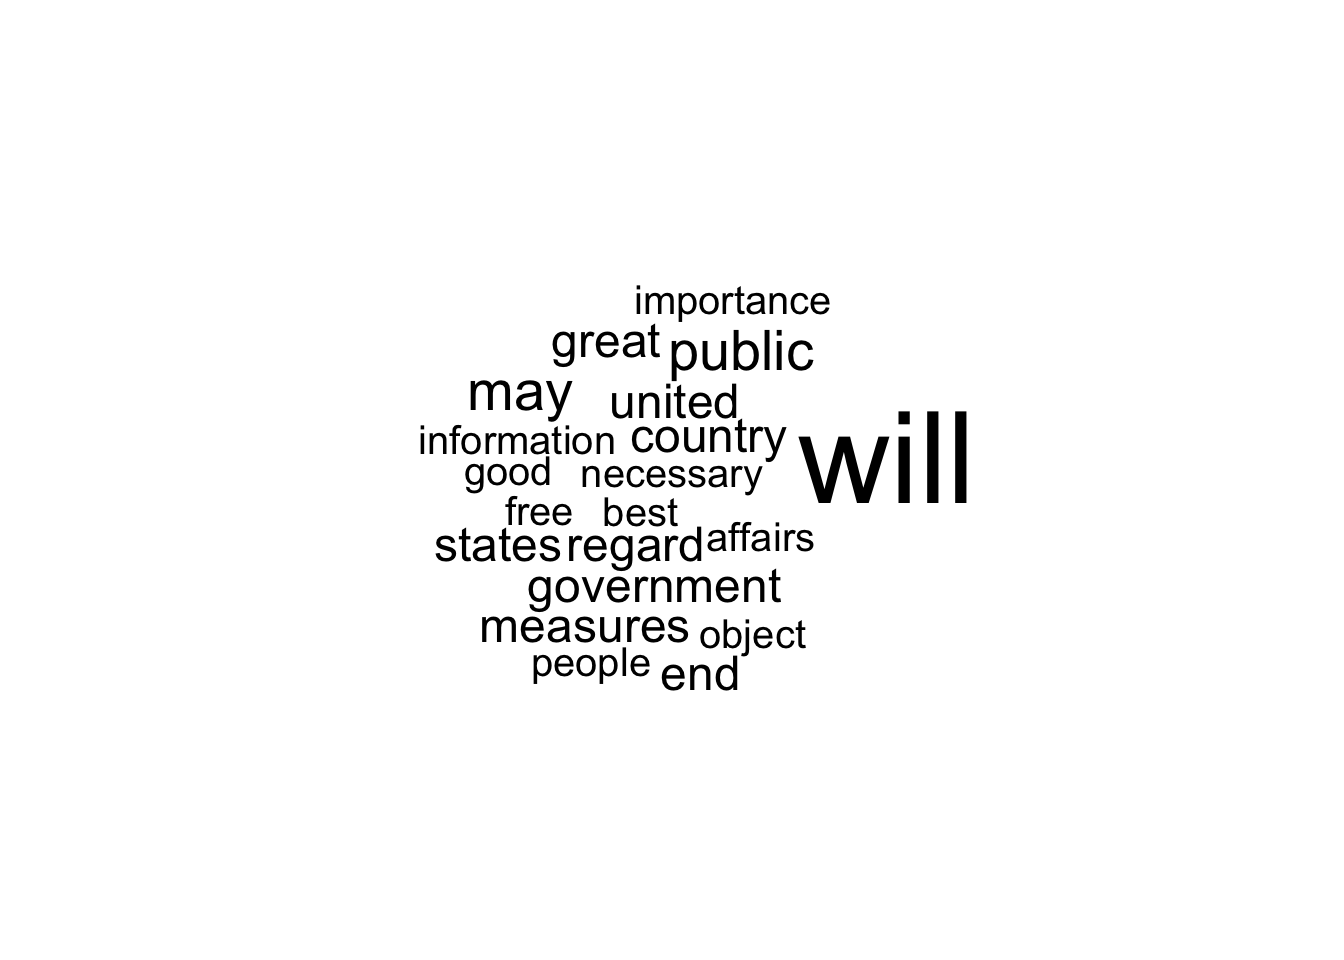 importance
great public
may united
information country will
good necessary
free best
states regard affairs
government
measures object
people end